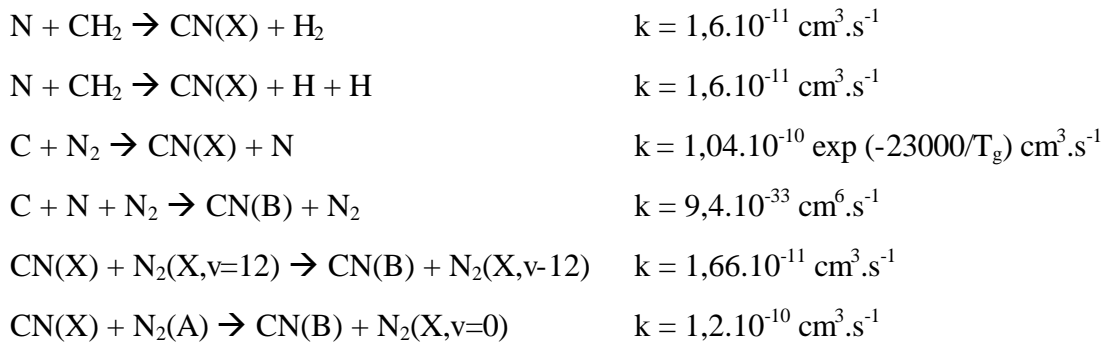 N + CH₂ → CN(X) + H₂ k = 1,6.10⁻¹¹ cm³.s⁻¹
N + CH₂ → CN(X) + H + H k = 1,6.10⁻¹¹ cm³.s⁻¹
C + N₂ → CN(X) + N k = 1,04.10⁻¹⁰ exp (-23000/T_g) cm³.s⁻¹
C + N + N₂ → CN(B) + N₂ k = 9,4.10⁻³³ cm⁶.s⁻¹
CN(X) + N₂(X,v=12) → CN(B) + N₂(X,v-12) k = 1,66.10⁻¹¹ cm³.s⁻¹
CN(X) + N₂(A) → CN(B) + N₂(X,v=0) k = 1,2.10⁻¹⁰ cm³.s⁻¹